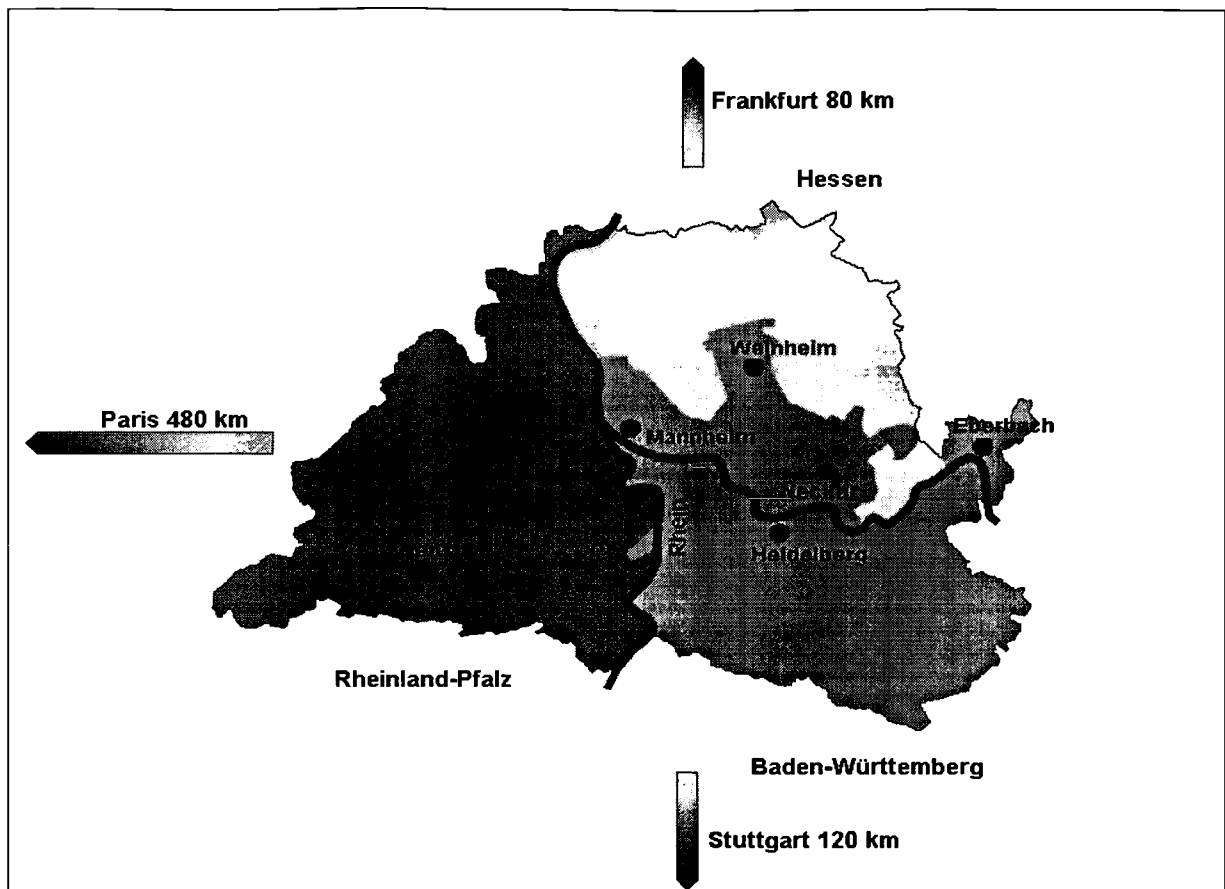 Frankfurt 80 km
Hessen
Weinheim
Paris 480 km
Mannheim
Eberbach
Neckar
Rhein
Heidelberg
Rheinland-Pfalz
Baden-Württemberg
Stuttgart 120 km